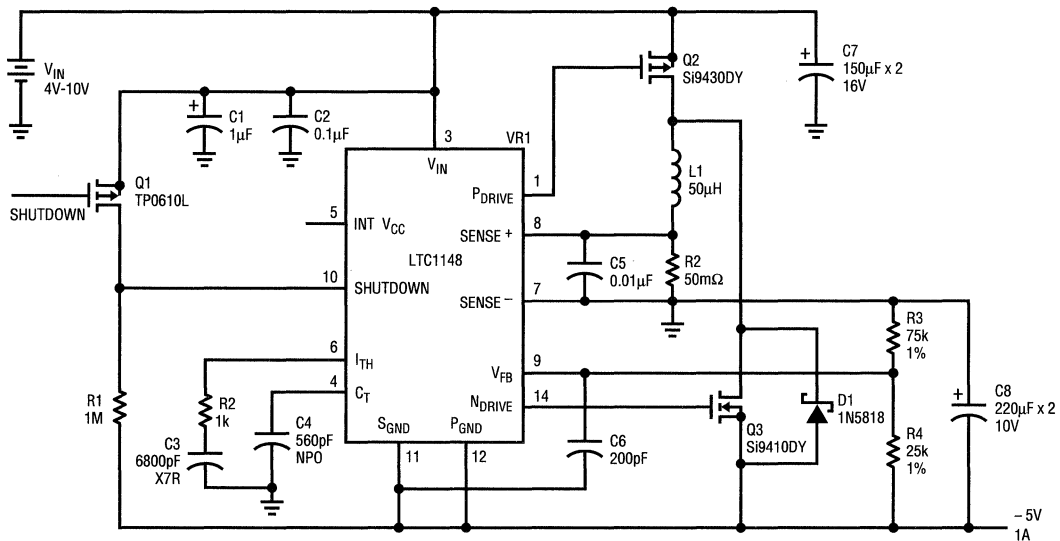 VIN
4V-10V
C1
1µF
C2
0.1µF
3
VR1
VIN
Q2
Si9430DY
C7
150µF x 2
16V
+
+
Q1
TP0610L
SHUTDOWN
PDRIVE
1
L1
50µH
5
INT VCC
SENSE +
8
LTC1148
C5
0.01µF
R2
50mΩ
10
SHUTDOWN
SENSE –
7
R3
75k
1%
6
ITH
VFB
9
4
CT
NDRIVE
14
R1
1M
R2
1k
C4
560pF
NPO
C3
6800pF
X7R
SGND
PGND
11
12
C6
200pF
Q3
Si9410DY
D1
1N5818
R4
25k
1%
+
C8
220µF x 2
10V
– 5V
1A